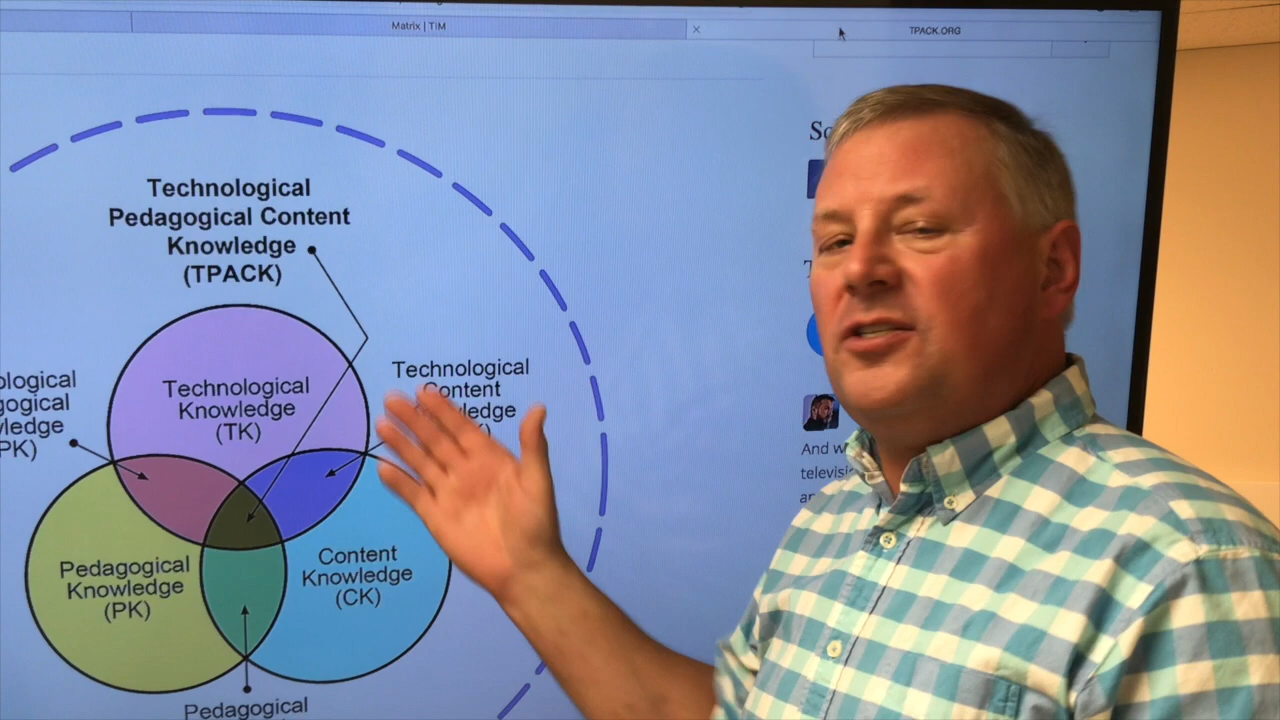 Matrix | TIM
TPACK.ORG
Technological
Pedagogical Content
Knowledge
(TPACK)
Technological
Knowledge
(TK)
Technological
Content
Pedagogical
Knowledge
(PK)
Content
Knowledge
(CK)
Pedagogical
And